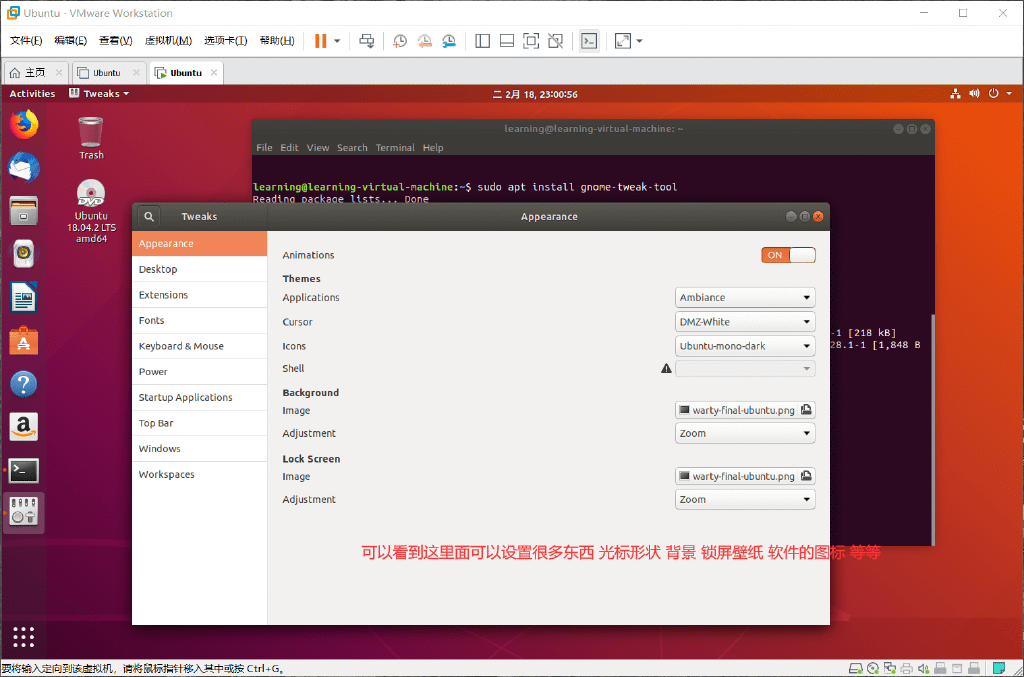 Ubuntu - VMware Workstation
文件(F) 编辑(E) 查看(V) 虚拟机(M) 选项卡(T) 帮助(H)
主页 Ubuntu Ubuntu
Activities Tweaks 二 2月 18, 23:00:56
Trash
Ubuntu
18.04.2 LTS
amd64
learning@learning-virtual-machine: ~
File Edit View Search Terminal Help
learning@learning-virtual-machine:~$ sudo apt install gnome-tweak-tool
Reading package lists... Done
-1 [218 kB]
28.1-1 [1,848 B
Tweaks Appearance
Appearance
Desktop
Extensions
Fonts
Keyboard & Mouse
Power
Startup Applications
Top Bar
Windows
Workspaces
Animations ON
Themes
Applications Ambiance
Cursor DMZ-White
Icons Ubuntu-mono-dark
Shell
Background
Image warty-final-ubuntu.png
Adjustment Zoom
Lock Screen
Image warty-final-ubuntu.png
Adjustment Zoom
可以看到这里面可以设置很多东西 光标形状 背景 锁屏壁纸 软件的图标 等等
要将输入定向到该虚拟机，请将鼠标指针移入其中或按 Ctrl+G。